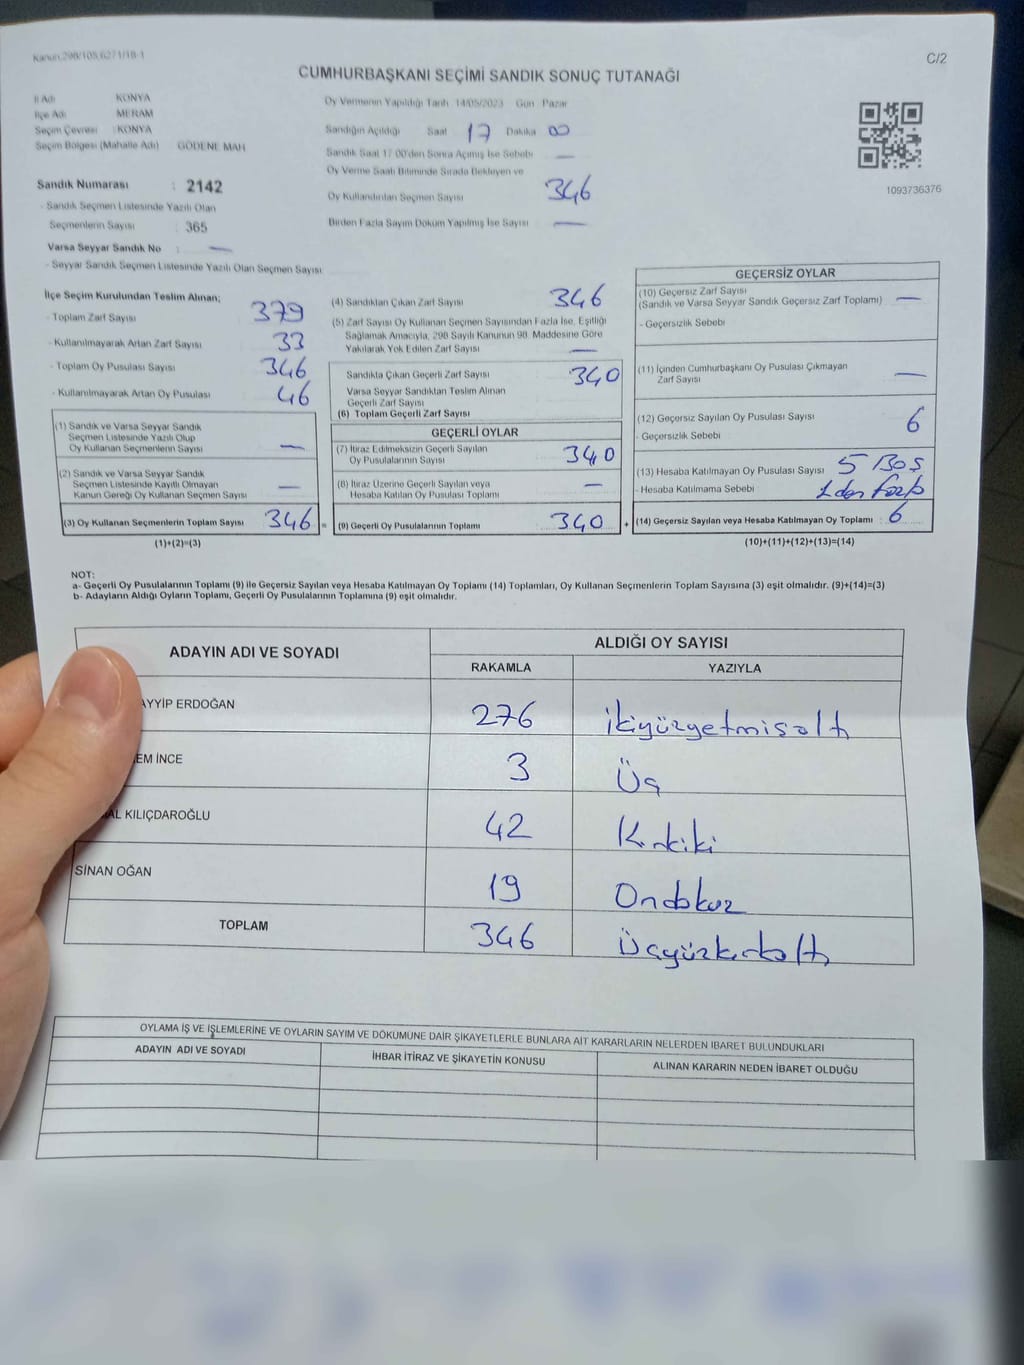 Kanun:298/105,6271/18-1
C/2
CUMHURBAŞKANI SEÇİMİ SANDIK SONUÇ TUTANAĞI
İl Adı KONYA
İlçe Adı MERAM
Seçim Çevresi : KONYA
Seçim Bölgesi (Mahalle Adı) GÖDENE MAH
Sandık Numarası : 2142
- Sandık Seçmen Listesinde Yazılı Olan
Seçmenlerin Sayısı : 365
Varsa Seyyar Sandık No : —
- Seyyar Sandık Seçmen Listesinde Yazılı Olan Seçmen Sayısı:
Oy Vermenin Yapıldığı Tarih 14/05/2023 Gün Pazar
Sandığın Açıldığı Saat 17 Dakika 00
Sandık Saat 17:00'den Sonra Açılmış İse Sebebi —
Oy Verme Saati Bitiminde Sırada Bekleyen ve
Oy Kullandırılan Seçmen Sayısı 346
Birden Fazla Sayım Döküm Yapılmış İse Sayısı —
1093736376
İlçe Seçim Kurulundan Teslim Alınan;
- Toplam Zarf Sayısı 379
- Kullanılmayarak Artan Zarf Sayısı 33
- Toplam Oy Pusulası Sayısı 346
- Kullanılmayarak Artan Oy Pusulası 46
(1) Sandık ve Varsa Seyyar Sandık
Seçmen Listesinde Yazılı Olup
Oy Kullanan Seçmenlerin Sayısı —
(2) Sandık ve Varsa Seyyar Sandık
Seçmen Listesinde Kayıtlı Olmayan
Kanun Gereği Oy Kullanan Seçmen Sayısı —
(3) Oy Kullanan Seçmenlerin Toplam Sayısı 346 =
(1)+(2)=(3)
(4) Sandıktan Çıkan Zarf Sayısı 346
(5) Zarf Sayısı Oy Kullanan Seçmen Sayısından Fazla İse, Eşitliği
Sağlamak Amacıyla, 298 Sayılı Kanunun 98. Maddesine Göre
Yakılarak Yok Edilen Zarf Sayısı —
Sandıkta Çıkan Geçerli Zarf Sayısı 340
Varsa Seyyar Sandıktan Teslim Alınan
Geçerli Zarf Sayısı
(6) Toplam Geçerli Zarf Sayısı
GEÇERLİ OYLAR
(7) İtiraz Edilmeksizin Geçerli Sayılan
Oy Pusulalarının Sayısı 340
(8) İtiraz Üzerine Geçerli Sayılan veya
Hesaba Katılan Oy Pusulası Toplamı —
(9) Geçerli Oy Pusulalarının Toplamı 340 +
GEÇERSİZ OYLAR
(10) Geçersiz Zarf Sayısı
(Sandık ve Varsa Seyyar Sandık Geçersiz Zarf Toplamı) —
- Geçersizlik Sebebi
(11) İçinden Cumhurbaşkanı Oy Pusulası Çıkmayan
Zarf Sayısı —
(12) Geçersiz Sayılan Oy Pusulası Sayısı 6
- Geçersizlik Sebebi
(13) Hesaba Katılmayan Oy Pusulası Sayısı 5 Boş
- Hesaba Katılmama Sebebi 1 den fazla
(14) Geçersiz Sayılan veya Hesaba Katılmayan Oy Toplamı : 6
(10)+(11)+(12)+(13)=(14)
NOT:
a- Geçerli Oy Pusulalarının Toplamı (9) ile Geçersiz Sayılan veya Hesaba Katılmayan Oy Toplamı (14) Toplamları, Oy Kullanan Seçmenlerin Toplam Sayısına (3) eşit olmalıdır. (9)+(14)=(3)
b- Adayların Aldığı Oyların Toplamı, Geçerli Oy Pusulalarının Toplamına (9) eşit olmalıdır.
ADAYIN ADI VE SOYADI ALDIĞI OY SAYISI
RAKAMLA YAZIYLA
AYYİP ERDOĞAN 276 ikiyüzyetmişaltı
EM İNCE 3 Üç
AL KILIÇDAROĞLU 42 Kırkiki
SİNAN OĞAN 19 Ondokuz
TOPLAM 346 Üçyüzkırkaltı
OYLAMA İŞ VE İŞLEMLERİNE VE OYLARIN SAYIM VE DÖKÜMÜNE DAİR ŞİKAYETLERLE BUNLARA AİT KARARLARIN NELERDEN İBARET BULUNDUKLARI
ADAYIN ADI VE SOYADI İHBAR İTİRAZ VE ŞİKAYETİN KONUSU ALINAN KARARIN NEDEN İBARET OLDUĞU